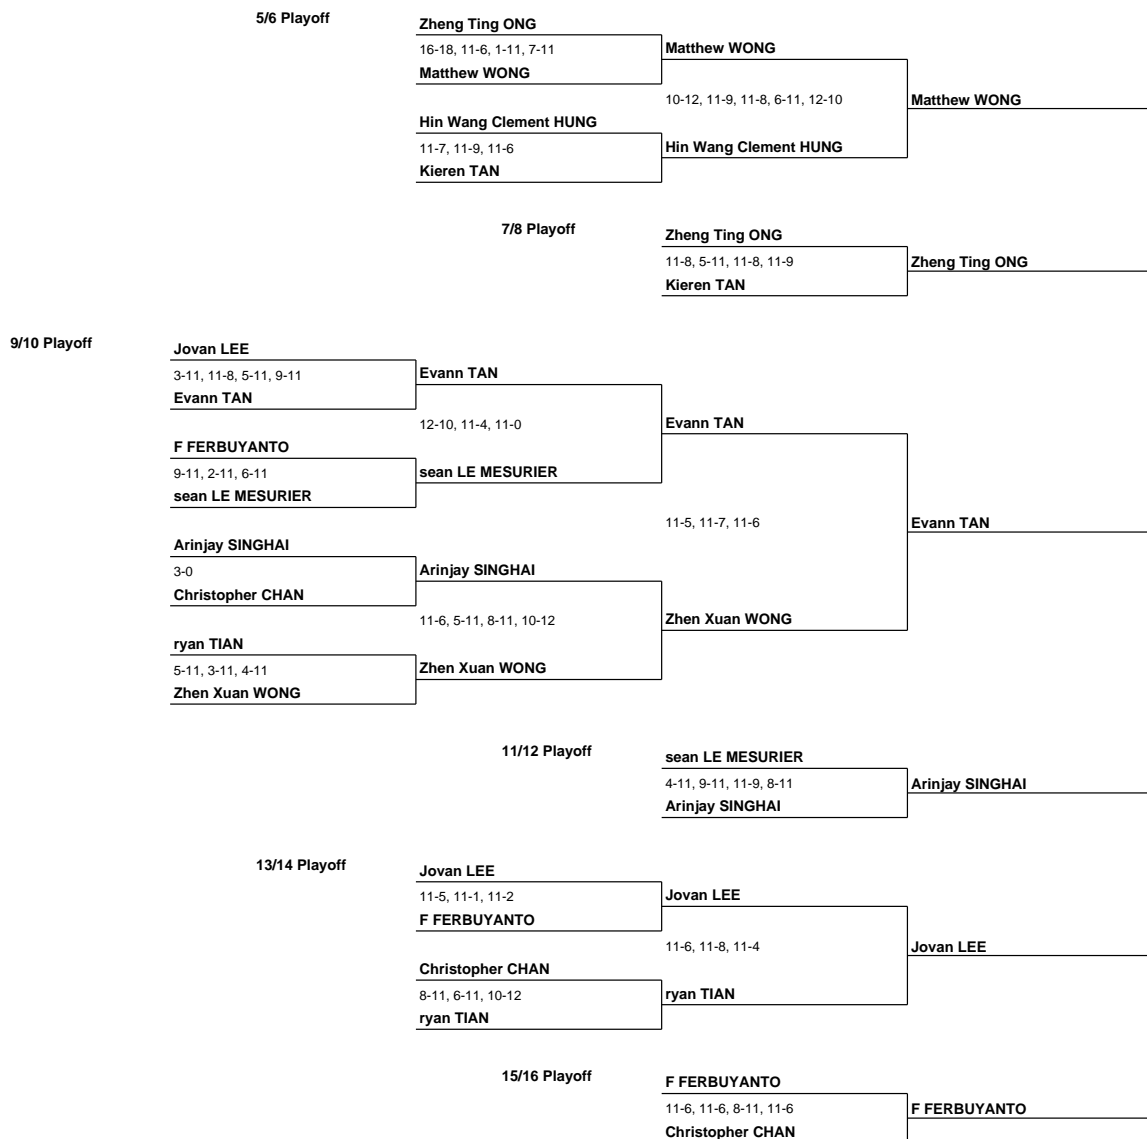 5/6 Playoff
Zheng Ting ONG
16-18, 11-6, 1-11, 7-11
Matthew WONG
Matthew WONG
10-12, 11-9, 11-8, 6-11, 12-10
Matthew WONG
Hin Wang Clement HUNG
11-7, 11-9, 11-6
Hin Wang Clement HUNG
Kieren TAN
7/8 Playoff
Zheng Ting ONG
11-8, 5-11, 11-8, 11-9
Zheng Ting ONG
Kieren TAN
9/10 Playoff
Jovan LEE
3-11, 11-8, 5-11, 9-11
Evann TAN
Evann TAN
12-10, 11-4, 11-0
Evann TAN
F FERBUYANTO
9-11, 2-11, 6-11
sean LE MESURIER
sean LE MESURIER
11-5, 11-7, 11-6
Evann TAN
Arinjay SINGHAI
3-0
Arinjay SINGHAI
Christopher CHAN
11-6, 5-11, 8-11, 10-12
Zhen Xuan WONG
ryan TIAN
5-11, 3-11, 4-11
Zhen Xuan WONG
Zhen Xuan WONG
11/12 Playoff
sean LE MESURIER
4-11, 9-11, 11-9, 8-11
Arinjay SINGHAI
Arinjay SINGHAI
13/14 Playoff
Jovan LEE
11-5, 11-1, 11-2
Jovan LEE
F FERBUYANTO
11-6, 11-8, 11-4
Jovan LEE
Christopher CHAN
8-11, 6-11, 10-12
ryan TIAN
ryan TIAN
15/16 Playoff
F FERBUYANTO
11-6, 11-6, 8-11, 11-6
F FERBUYANTO
Christopher CHAN